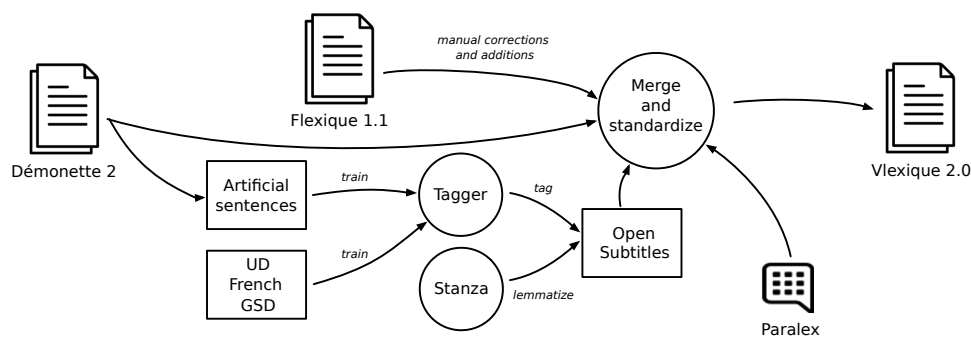 manual corrections
and additions
Flexique 1.1
Démonette 2
Merge
and
standardize
Vlexique 2.0
Artificial
sentences
train
Tagger
tag
Open
Subtitles
UD
French
GSD
train
Stanza
lemmatize
Paralex